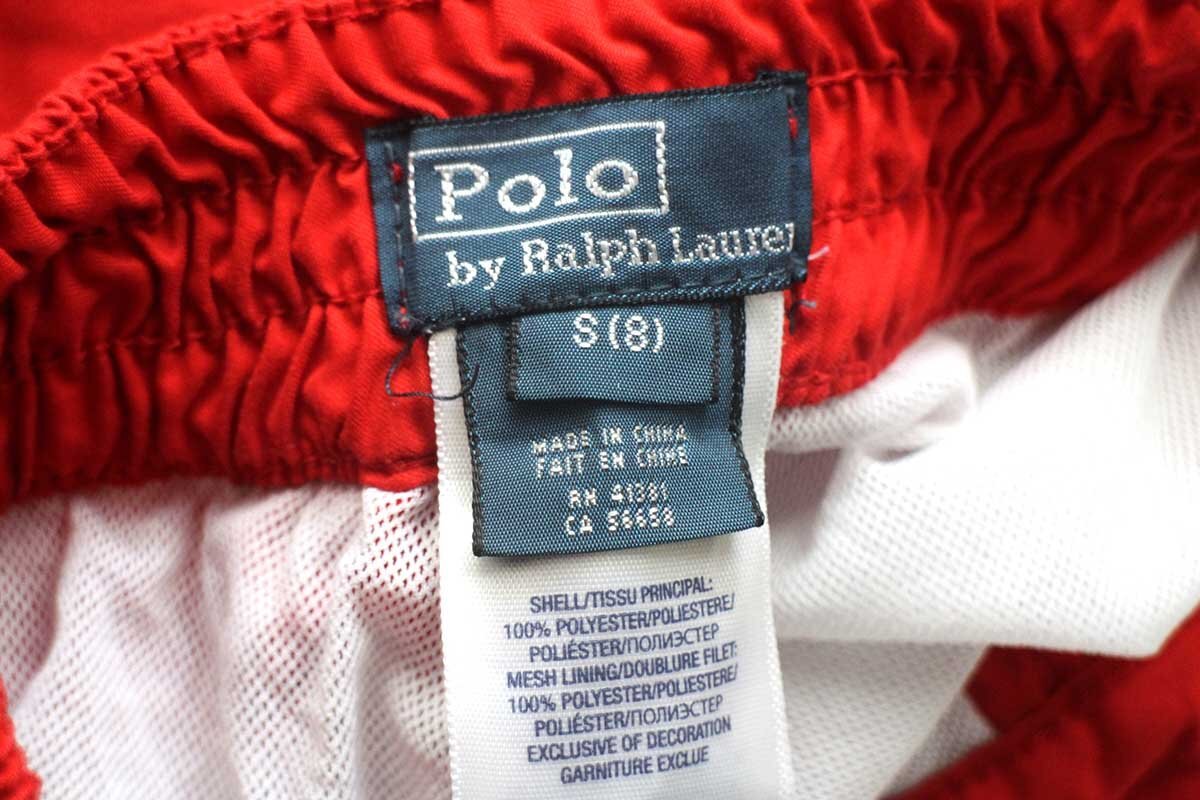 Polo
by Ralph Lauren
S (8)
MADE IN CHINA
FAIT EN CHINE
RN 41381
CA 56658
SHELL/TISSU PRINCIPAL:
100% POLYESTER/POLIESTERE/
POLIÉSTER/ПОЛИЭСТЕР
MESH LINING/DOUBLURE FILET:
100% POLYESTER/POLIESTERE/
POLIÉSTER/ПОЛИЭСТЕР
EXCLUSIVE OF DECORATION
GARNITURE EXCLUE